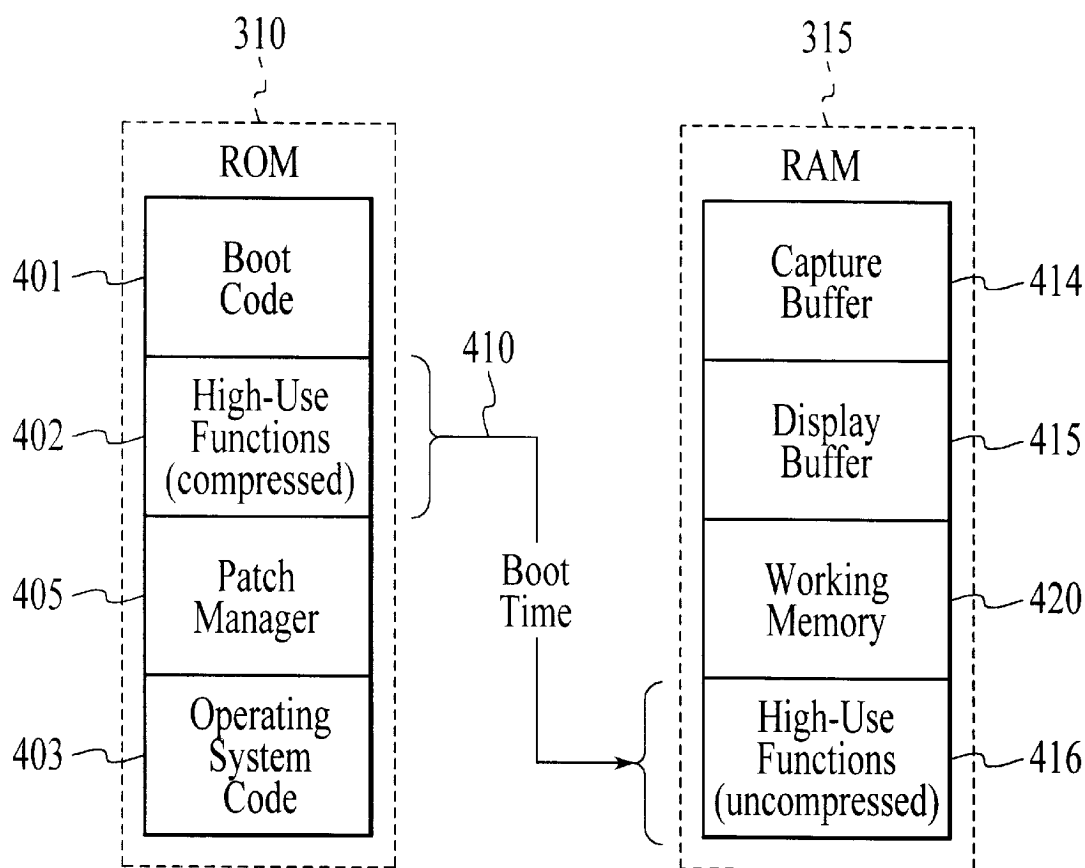 310
315
ROM
RAM
401
Boot
Code
Capture
Buffer
414
410
402
High-Use
Functions
(compressed)
Display
Buffer
415
405
Patch
Manager
Boot
Time
Working
Memory
420
403
Operating
System
Code
High-Use
Functions
(uncompressed)
416